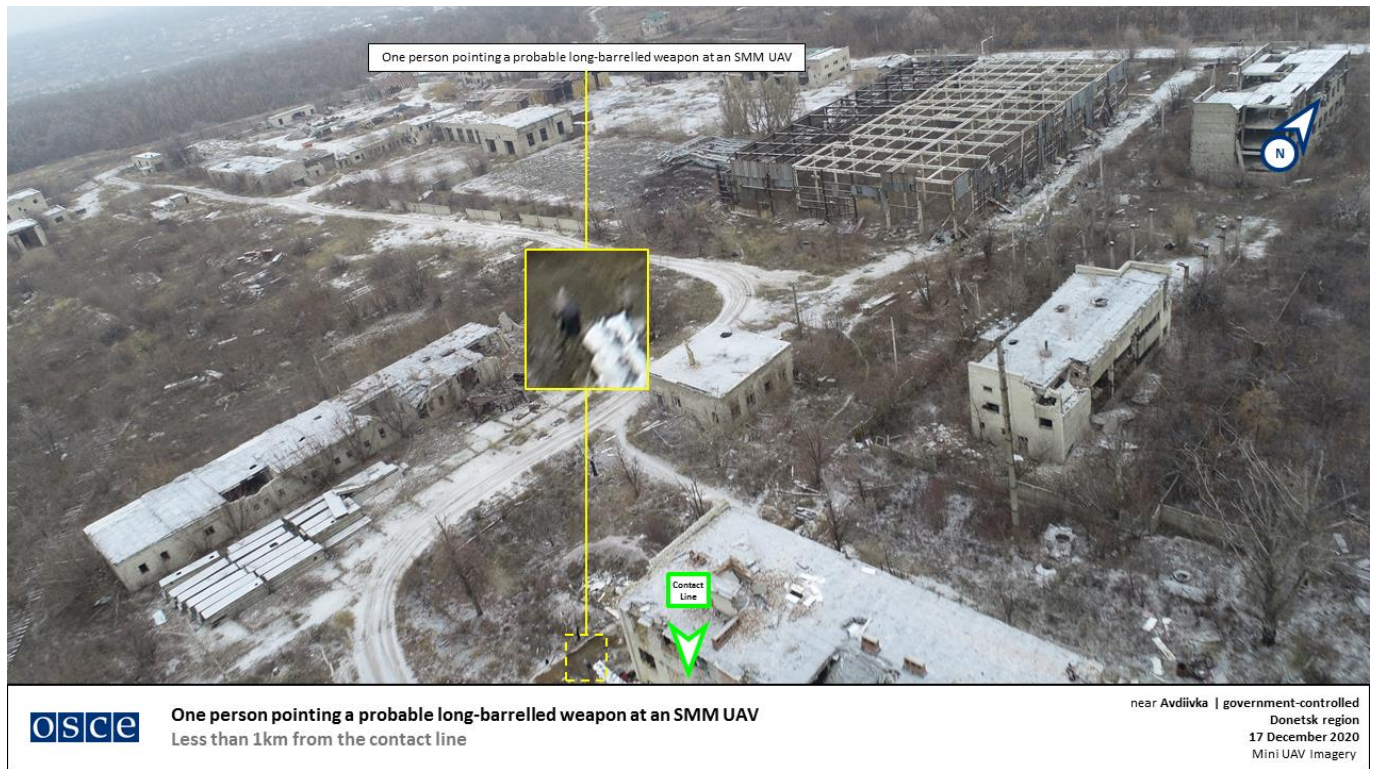 One person pointing a probable long-barrelled weapon at an SMM UAV
N
Contact
Line
osce
One person pointing a probable long-barrelled weapon at an SMM UAV
Less than 1km from the contact line
near Avdiivka | government-controlled
Donetsk region
17 December 2020
Mini UAV Imagery